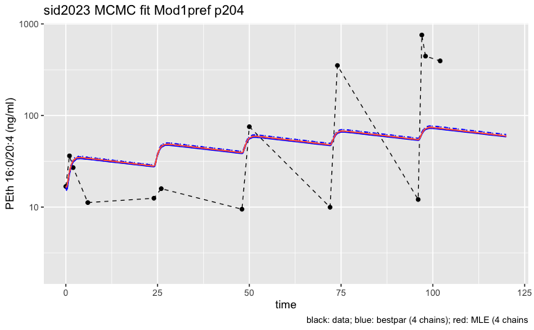 sid2023 MCMC fit Mod1pref p204
PEth 16:0/20:4 (ng/ml)
1000
100
10
0
25
50
75
100
125
time
black: data; blue: bestpar (4 chains); red: MLE (4 chains